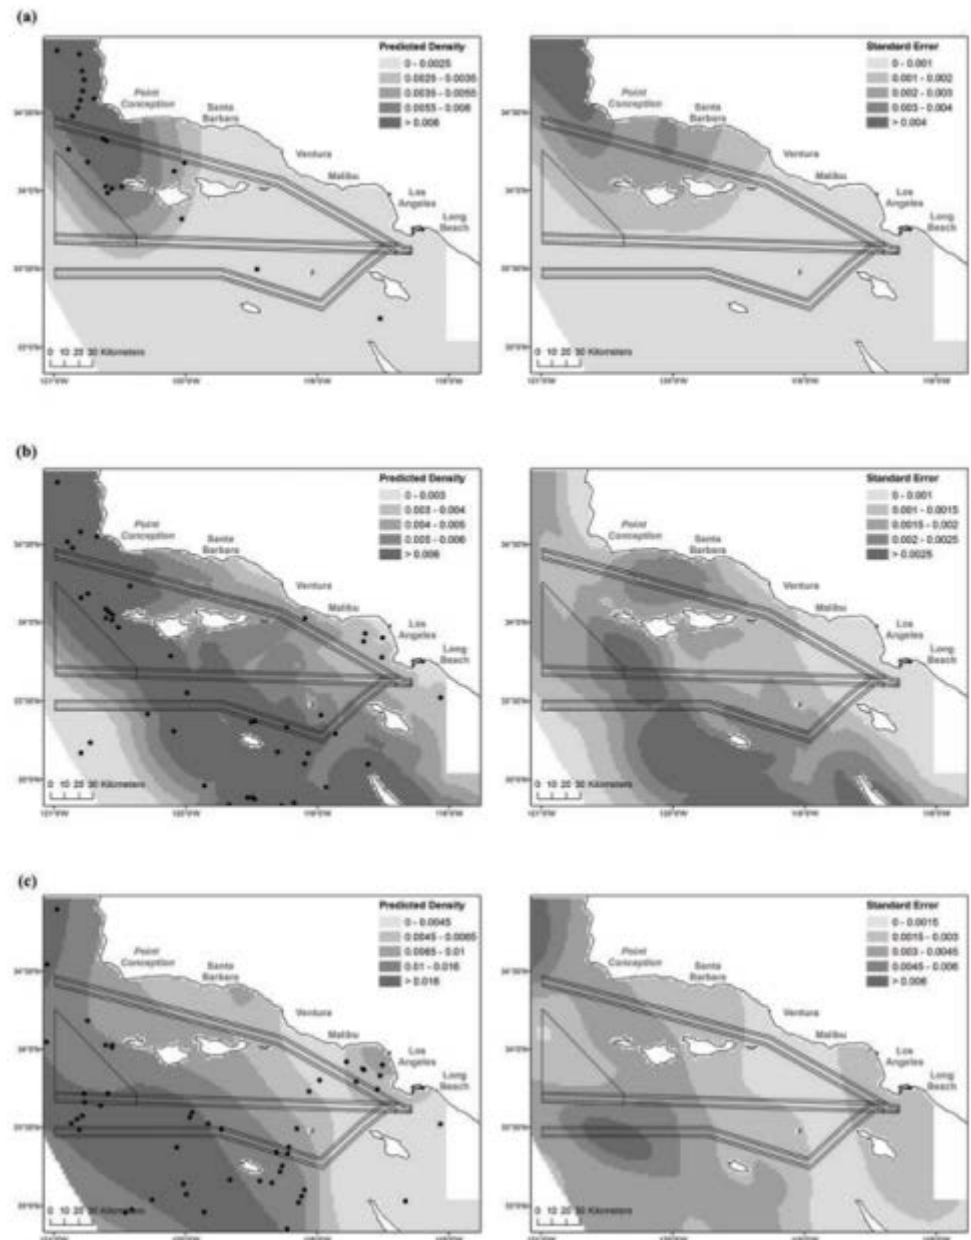 (a)
Predicted Density
0 - 0.0025
0.0025 - 0.0035
0.0035 - 0.0055
0.0055 - 0.008
> 0.008
Point
Conception
Santa
Barbara
Ventura
Malibu
Los
Angeles
Long
Beach
0 10 20 30 Kilometers
Standard Error
0 - 0.001
0.001 - 0.002
0.002 - 0.003
0.003 - 0.004
> 0.004
Point
Conception
Santa
Barbara
Ventura
Malibu
Los
Angeles
Long
Beach
0 10 20 30 Kilometers
(b)
Predicted Density
0 - 0.003
0.003 - 0.004
0.004 - 0.005
0.005 - 0.006
> 0.006
Point
Conception
Santa
Barbara
Ventura
Malibu
Los
Angeles
Long
Beach
0 10 20 30 Kilometers
Standard Error
0 - 0.001
0.001 - 0.0015
0.0015 - 0.002
0.002 - 0.0025
> 0.0025
Point
Conception
Santa
Barbara
Ventura
Malibu
Los
Angeles
Long
Beach
0 10 20 30 Kilometers
(c)
Predicted Density
0 - 0.0045
0.0045 - 0.0065
0.0065 - 0.01
0.01 - 0.016
> 0.016
Point
Conception
Santa
Barbara
Ventura
Malibu
Los
Angeles
Long
Beach
0 10 20 30 Kilometers
Standard Error
0 - 0.0015
0.0015 - 0.003
0.003 - 0.0045
0.0045 - 0.006
> 0.006
Point
Conception
Santa
Barbara
Ventura
Malibu
Los
Angeles
Long
Beach
0 10 20 30 Kilometers